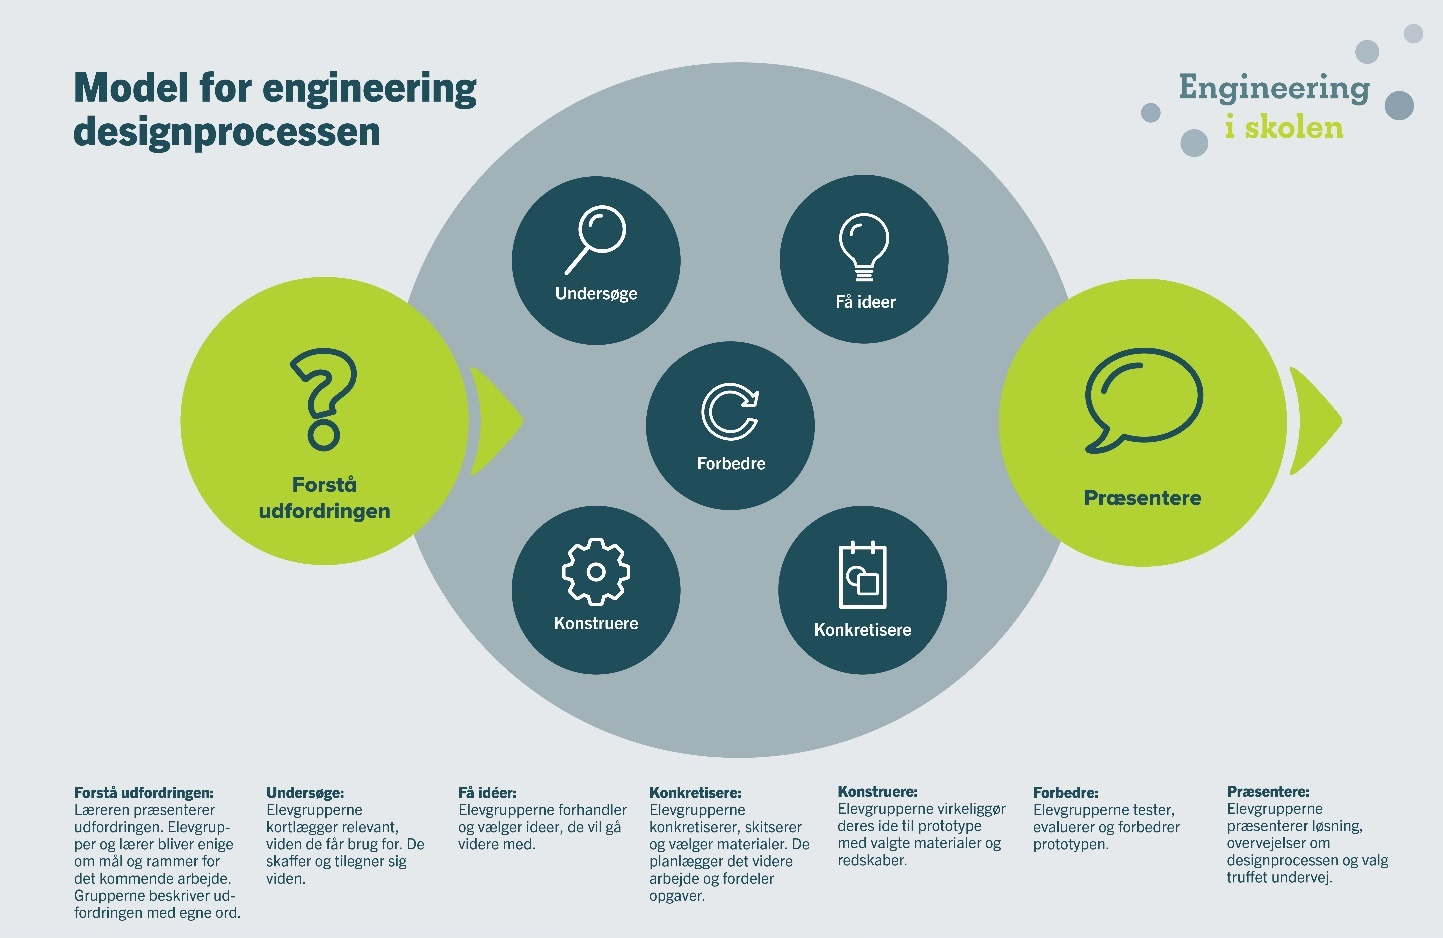 Model for engineering
designprocessen
Engineering
i skolen
Undersøge
Få ideer
Forbedre
Forstå
udfordringen
Præsentere
Konstruere
Konkretisere
Forstå udfordringen:
Læreren præsenterer
udfordringen. Elevgrup-
per og lærer bliver enige
om mål og rammer for
det kommende arbejde.
Grupperne beskriver ud-
fordringen med egne ord.
Undersøge:
Elevgrupperne
kortlægger relevant,
viden de får brug for. De
skaffer og tilegner sig
viden.
Få idéer:
Elevgrupperne forhandler
og vælger ideer, de vil gå
videre med.
Konkretisere:
Elevgrupperne
konkretiserer, skitserer
og vælger materialer. De
planlægger det videre
arbejde og fordeler
opgaver.
Konstruere:
Elevgrupperne virkeliggør
deres ide til prototype
med valgte materialer og
redskaber.
Forbedre:
Elevgrupperne tester,
evaluerer og forbedrer
prototypen.
Præsentere:
Elevgrupperne
præsenterer løsning,
overvejelser om
designprocessen og valg
truffet undervej.